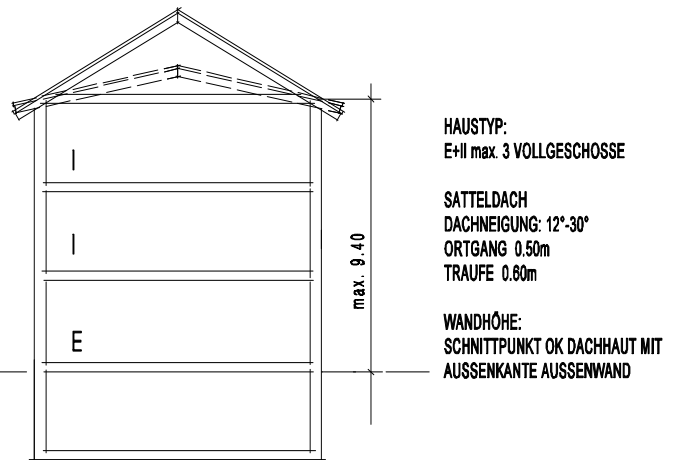 I
I
E
max. 9.40
HAUSTYP:
E+II max. 3 VOLLGESCHOSSE
SATTELDACH
DACHNEIGUNG: 12°-30°
ORTGANG 0.50m
TRAUFE 0.60m
WANDHÖHE:
SCHNITTPUNKT OK DACHHAUT MIT
AUSSENKANTE AUSSENWAND